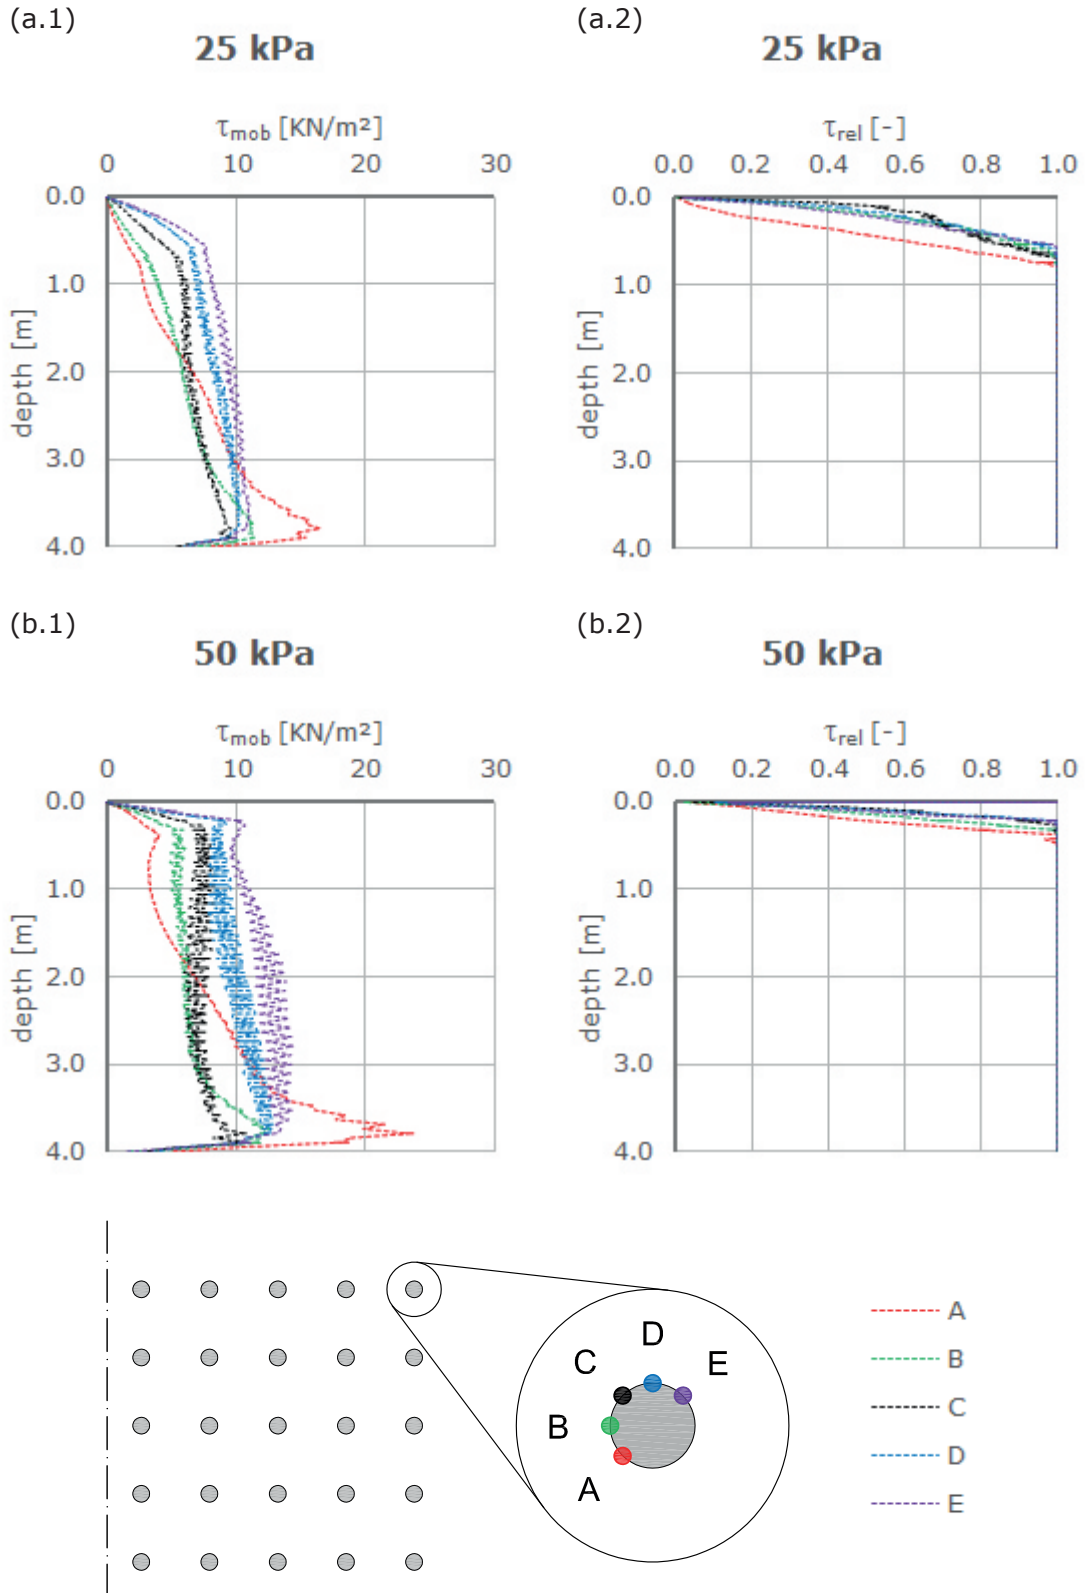 (a.1)
25 kPa
τmob [KN/m²]
0 10 20 30
0.0
1.0
2.0
3.0
4.0
depth [m]
(a.2)
25 kPa
τrel [-]
0.0 0.2 0.4 0.6 0.8 1.0
0.0
1.0
2.0
3.0
4.0
depth [m]
(b.1)
50 kPa
τmob [KN/m²]
0 10 20 30
0.0
1.0
2.0
3.0
4.0
depth [m]
(b.2)
50 kPa
τrel [-]
0.0 0.2 0.4 0.6 0.8 1.0
0.0
1.0
2.0
3.0
4.0
depth [m]
D
C
E
B
A
A
B
C
D
E